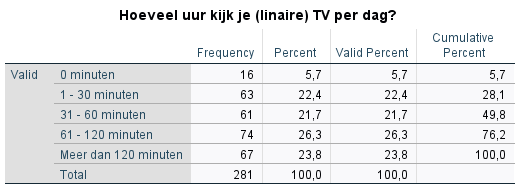 Hoeveel uur kijk je (linaire) TV per dag?
Frequency Percent Valid Percent Cumulative Percent
Valid 0 minuten 16 5,7 5,7 5,7
1 - 30 minuten 63 22,4 22,4 28,1
31 - 60 minuten 61 21,7 21,7 49,8
61 - 120 minuten 74 26,3 26,3 76,2
Meer dan 120 minuten 67 23,8 23,8 100,0
Total 281 100,0 100,0